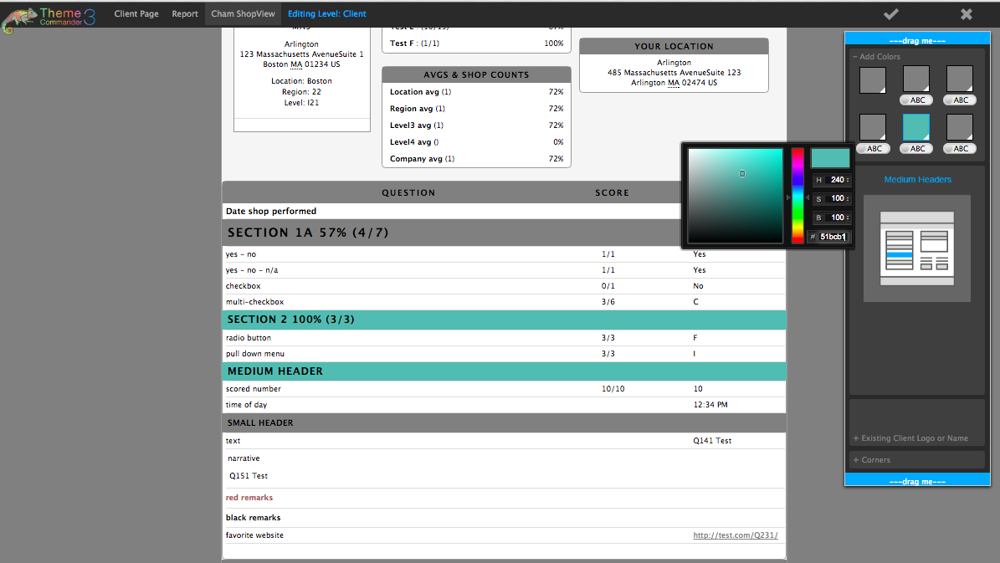 Theme Commander 3
Client Page
Report
Cham ShopView
Editing Level: Client
Arlington
123 Massachusetts AvenueSuite 1
Boston MA 01234 US
Location: Boston
Region: 22
Level: I21
Test F : (1/1) 100%
AVGS & SHOP COUNTS
Location avg (1) 72%
Region avg (1) 72%
Level3 avg (1) 72%
Level4 avg () 0%
Company avg (1) 72%
YOUR LOCATION
Arlington
485 Massachusetts AvenueSuite 123
Arlington MA 02474 US
QUESTION SCORE
Date shop performed
SECTION 1A 57% (4/7)
yes - no 1/1 Yes
yes - no - n/a 1/1 Yes
checkbox 0/1 No
multi-checkbox 3/6 C
SECTION 2 100% (3/3)
radio button 3/3 F
pull down menu 3/3 I
MEDIUM HEADER
scored number 10/10 10
time of day 12:34 PM
SMALL HEADER
text Q141 Test
narrative
Q151 Test
red remarks
black remarks
favorite website http://test.com/Q231/
H 240
S 100
B 100
# 51bcb1
---drag me---
- Add Colors
ABC ABC
ABC ABC ABC
Medium Headers
+ Existing Client Logo or Name
+ Corners
---drag me---